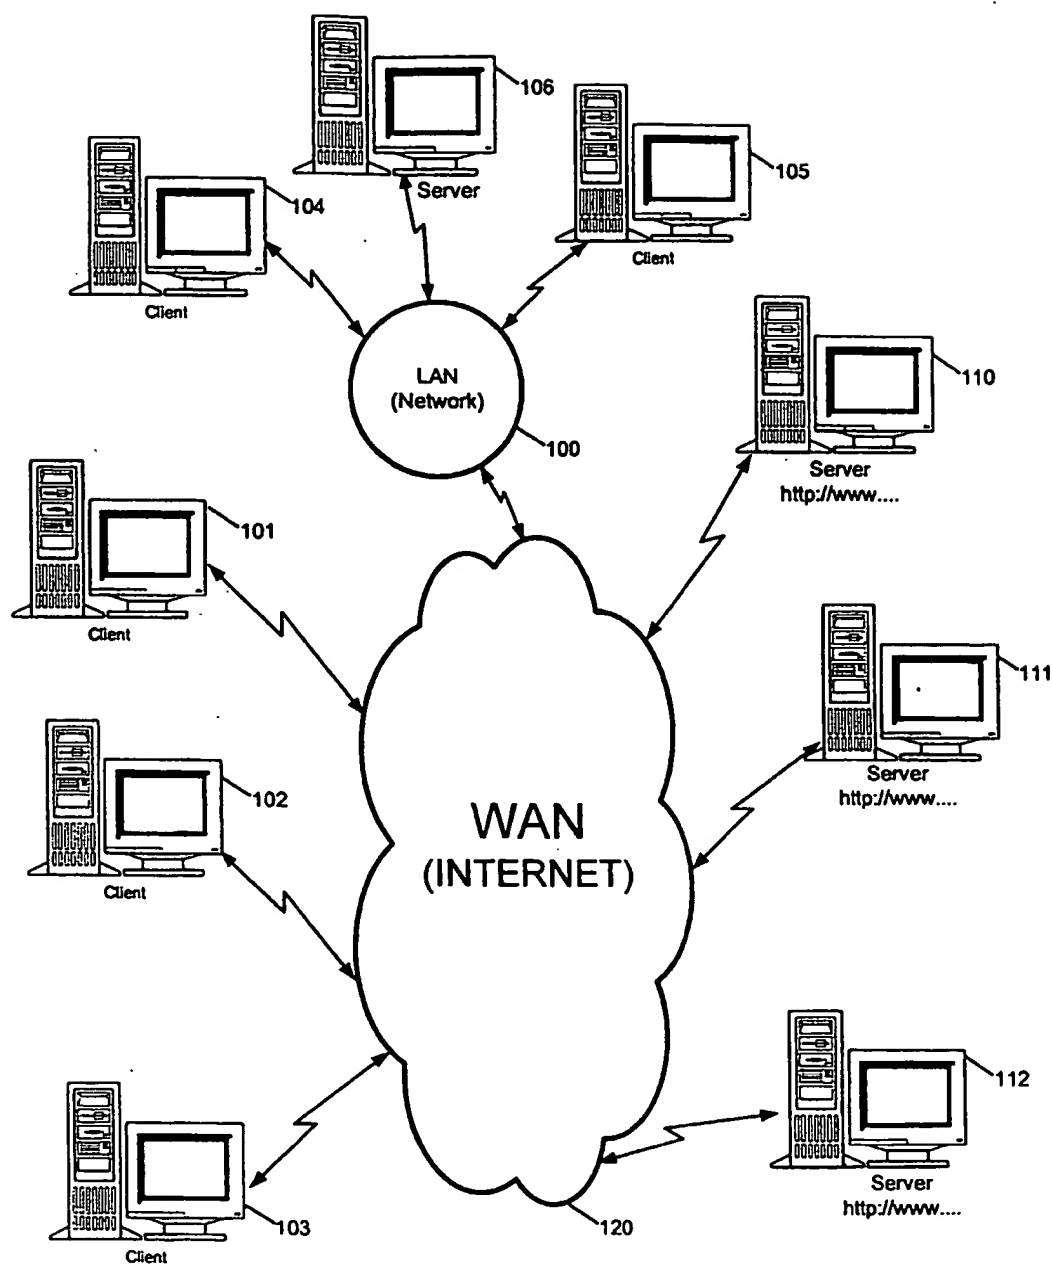 106
Server
105
Client
104
Client
LAN
(Network)
100
110
Server
http://www....
101
Client
111
Server
http://www....
102
Client
WAN
(INTERNET)
112
Server
http://www....
103
Client
120